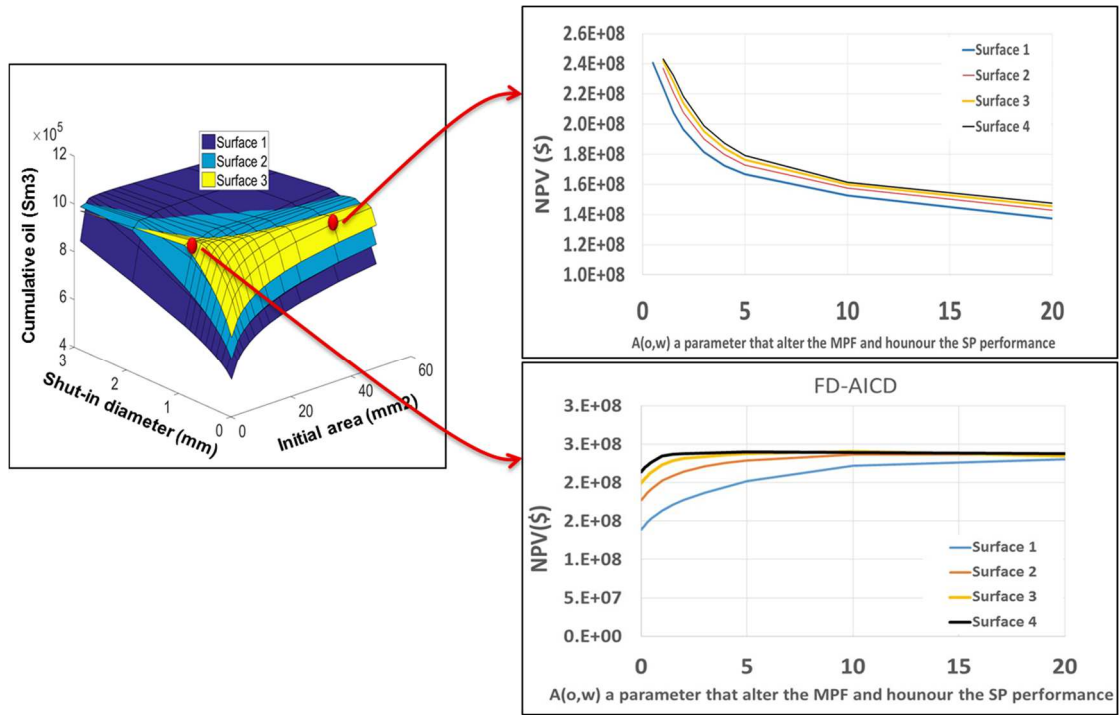 ×10⁵
12
10
8
6
4
Cumulative oil (Sm3)
Surface 1
Surface 2
Surface 3
3
2
1
0
Shut-in diameter (mm)
0
20
40
60
Initial area (mm2)
2.6E+08
2.4E+08
2.2E+08
2.0E+08
1.8E+08
1.6E+08
1.4E+08
1.2E+08
1.0E+08
NPV ($)
Surface 1
Surface 2
Surface 3
Surface 4
0 5 10 15 20
A(o,w) a parameter that alter the MPF and hounour the SP performance
FD-AICD
3.E+08
3.E+08
2.E+08
2.E+08
1.E+08
5.E+07
0.E+00
NPV($)
Surface 1
Surface 2
Surface 3
Surface 4
0 5 10 15 20
A(o,w) a parameter that alter the MPF and hounour the SP performance